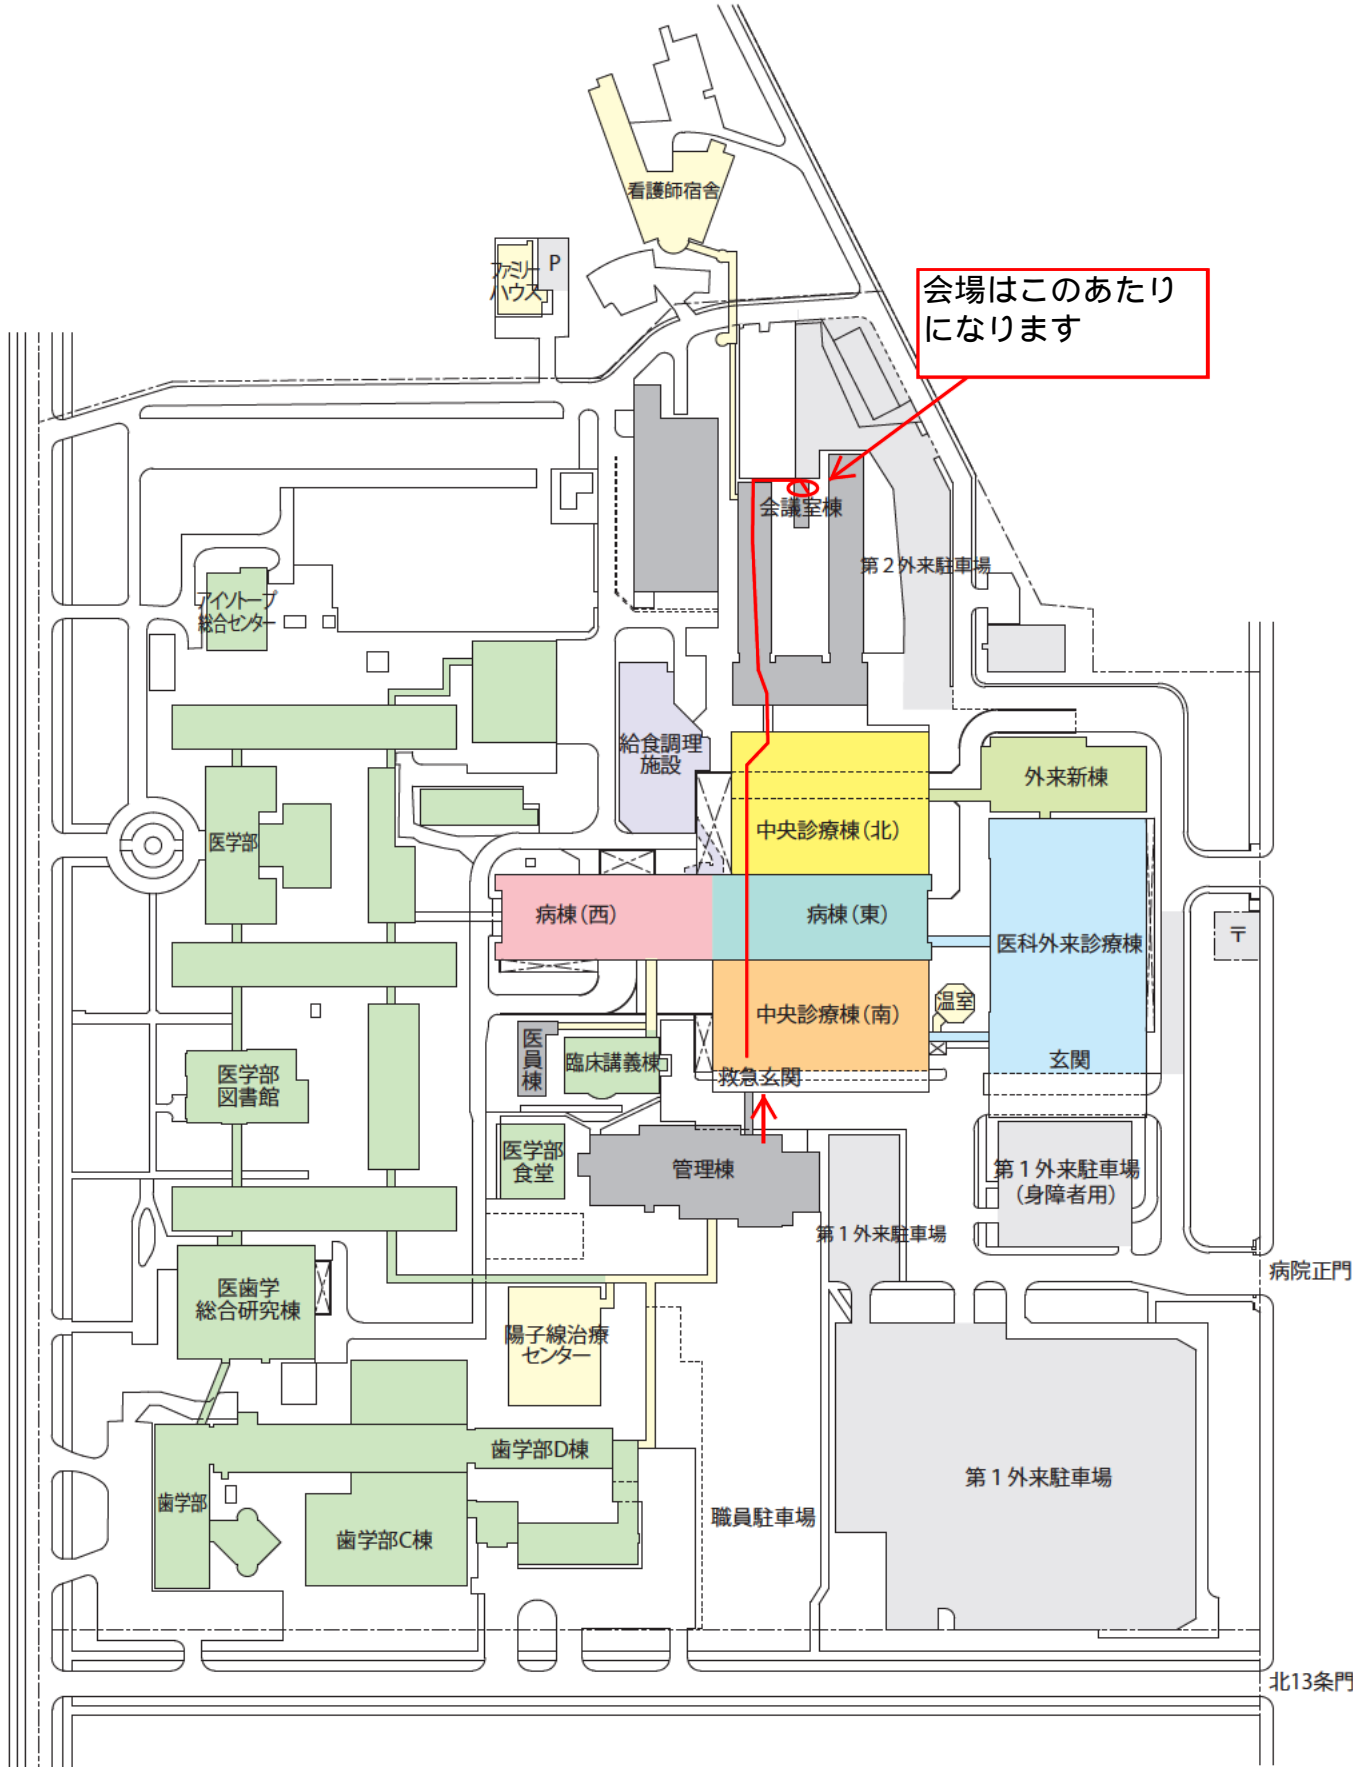 看護師宿舎
ファミリー
ハウス
P
会場はこのあたり
になります
会議室棟
第2外来駐車場
アイソトープ
総合センター
給食調理
施設
外来新棟
中央診療棟(北)
医学部
病棟(西)
病棟(東)
医科外来診療棟
〒
温室
中央診療棟(南)
医員棟
臨床講義棟
玄関
救急玄関
医学部
図書館
医学部
食堂
管理棟
第1外来駐車場
(身障者用)
第1外来駐車場
病院正門
医歯学
総合研究棟
陽子線治療
センター
歯学部D棟
第1外来駐車場
歯学部
職員駐車場
歯学部C棟
北13条門